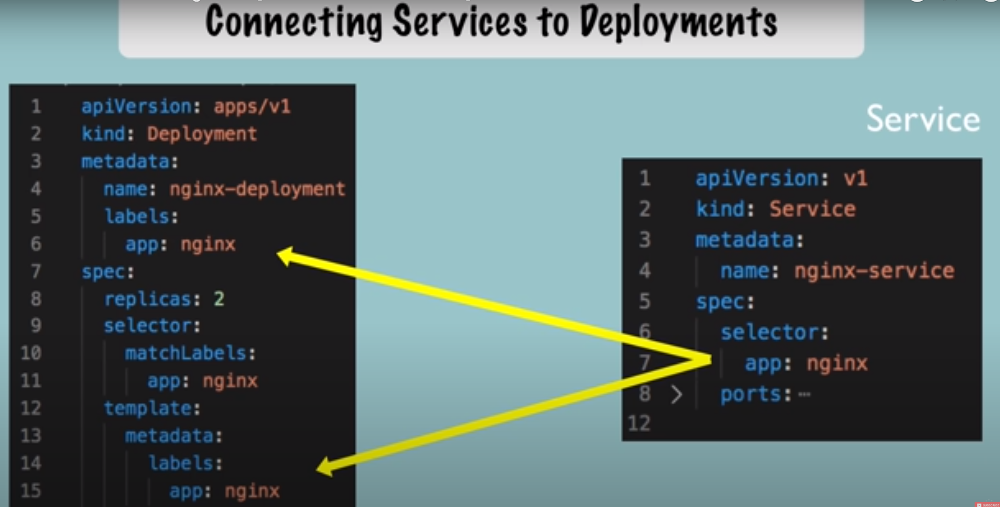 Connecting Services to Deployments
1 apiVersion: apps/v1
2 kind: Deployment
3 metadata:
4 name: nginx-deployment
5 labels:
6 app: nginx
7 spec:
8 replicas: 2
9 selector:
10 matchLabels:
11 app: nginx
12 template:
13 metadata:
14 labels:
15 app: nginx
Service
1 apiVersion: v1
2 kind: Service
3 metadata:
4 name: nginx-service
5 spec:
6 selector:
7 app: nginx
8 > ports:…
12
SUBSCRIBE